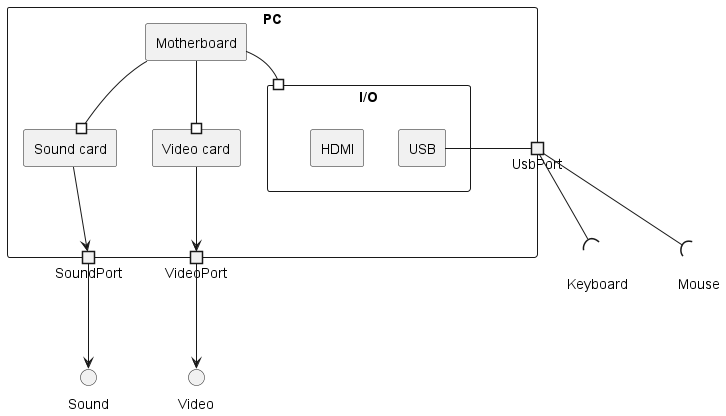 PC
Motherboard
I/O
Sound card
Video card
HDMI
USB
UsbPort
SoundPort
VideoPort
Keyboard
Mouse
Sound
Video